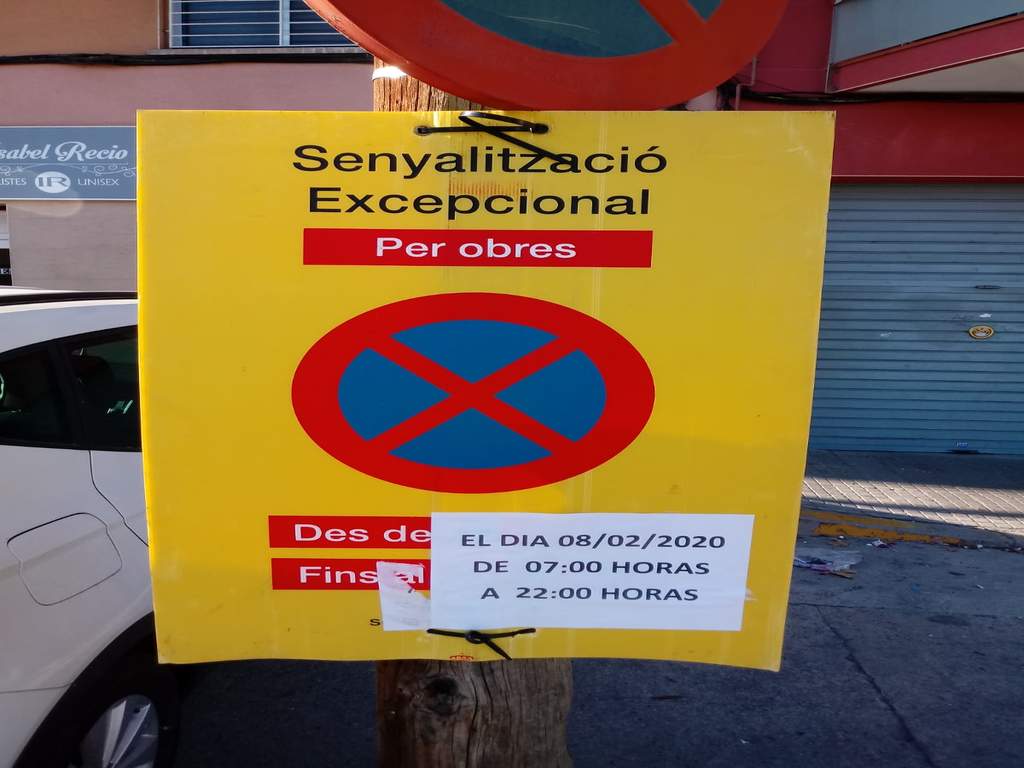 Senyalització
Excepcional
Per obres
Des de
Fins al
EL DIA 08/02/2020
DE 07:00 HORAS
A 22:00 HORAS
Recio
IR UNISEX